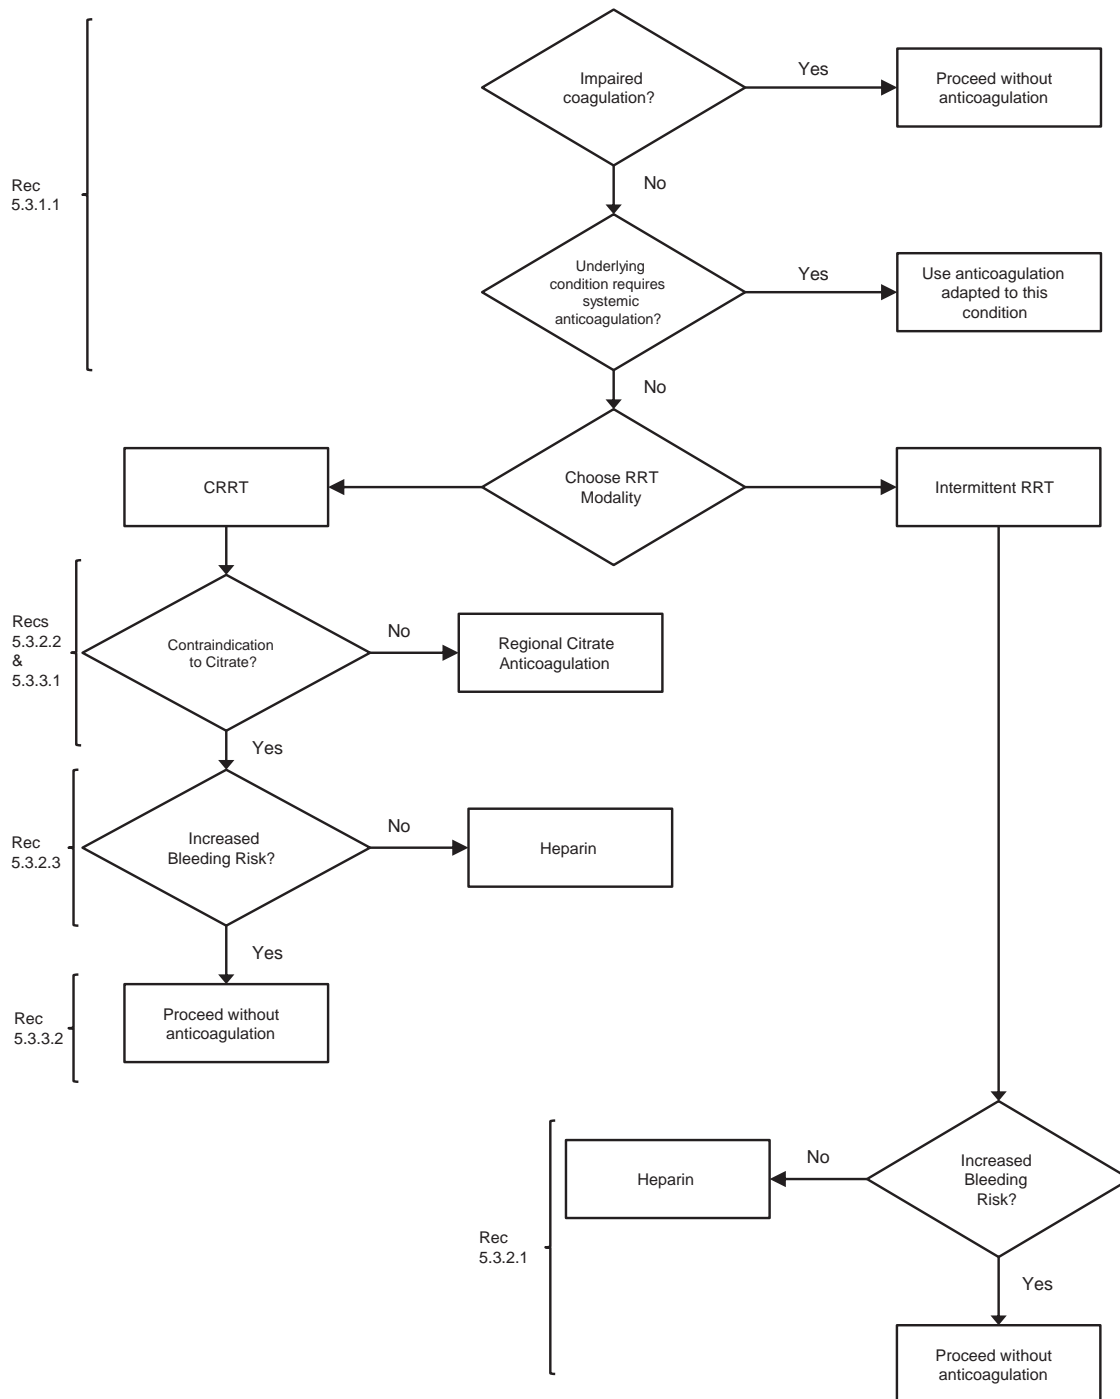 Impaired
coagulation?
Yes
Proceed without
anticoagulation
No
Rec
5.3.1.1
Underlying
condition requires
systemic
anticoagulation?
Yes
Use anticoagulation
adapted to this
condition
No
CRRT
Choose RRT
Modality
Intermittent RRT
Recs
5.3.2.2
&
5.3.3.1
Contraindication
to Citrate?
No
Regional Citrate
Anticoagulation
Yes
Rec
5.3.2.3
Increased
Bleeding Risk?
No
Heparin
Yes
Rec
5.3.3.2
Proceed without
anticoagulation
Rec
5.3.2.1
Heparin
No
Increased
Bleeding
Risk?
Yes
Proceed without
anticoagulation